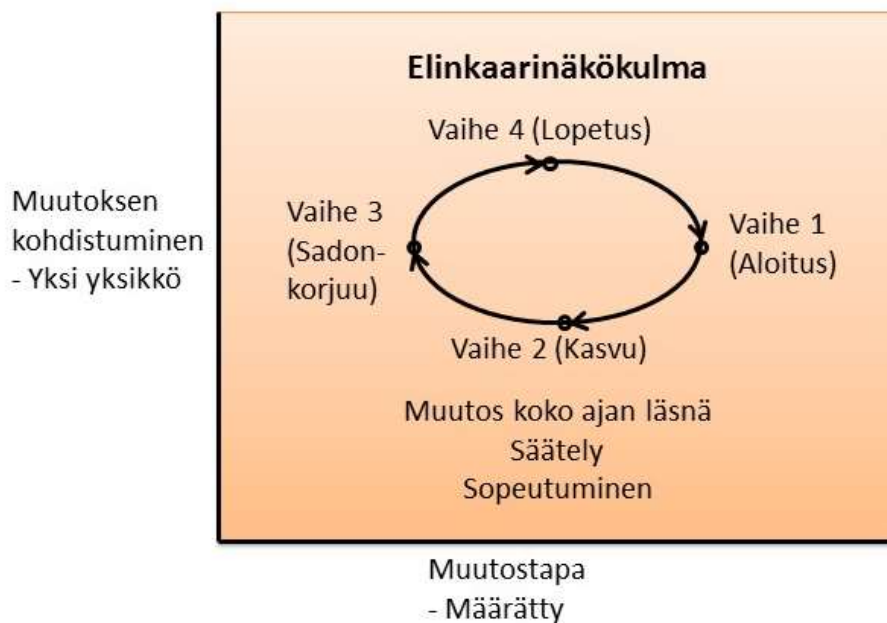 Elinkaarinäkökulma
Vaihe 4 (Lopetus)
Muutoksen
kohdistuminen
- Yksi yksikkö
Vaihe 3
(Sadon-
korjuu)
Vaihe 1
(Aloitus)
Vaihe 2 (Kasvu)
Muutos koko ajan läsnä
Säätely
Sopeutuminen
Muutostapa
- Määrätty